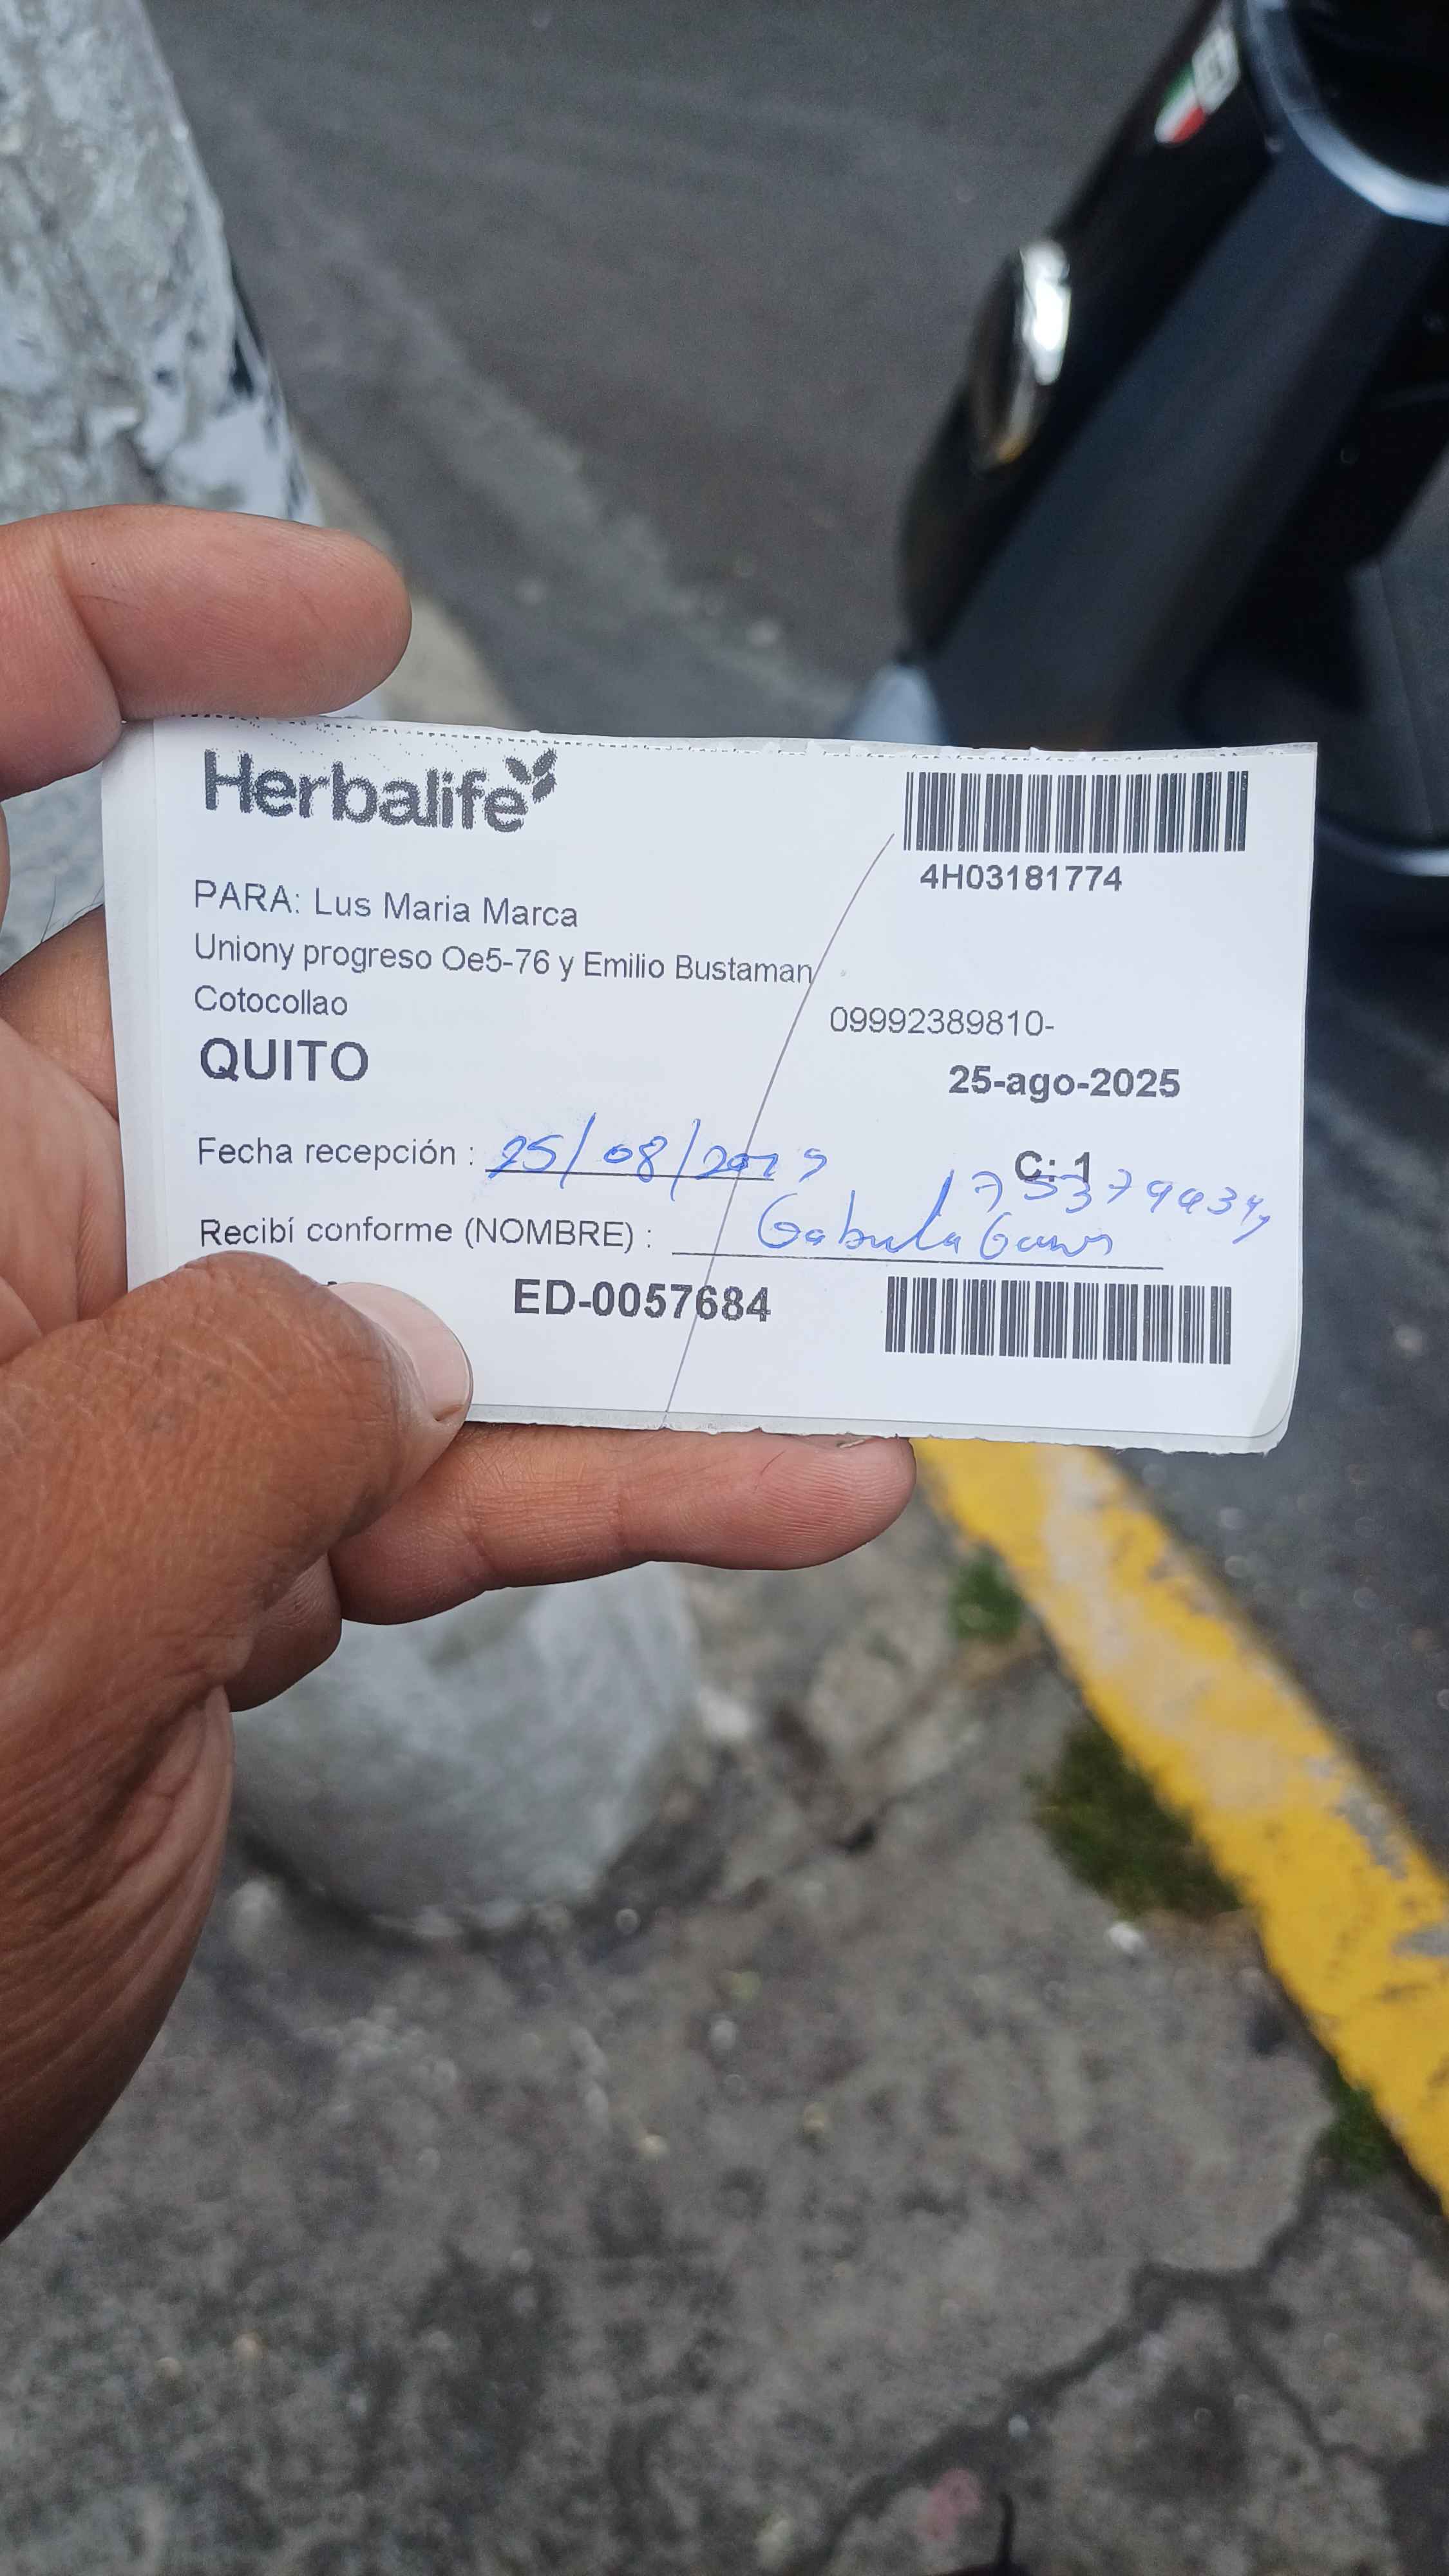 Herbalife
4H03181774
PARA: Lus Maria Marca
Uniony progreso Oe5-76 y Emilio Bustaman
Cotocollao
09992389810-
QUITO
25-ago-2025
Fecha recepción : 25/08/2025
C: 1
Recibí conforme (NOMBRE) :
ED-0057684